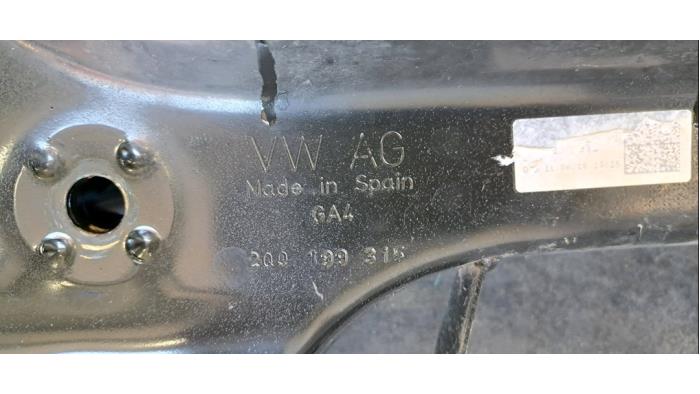 VW AG
Made in Spain
GA4
2Q0 199 315